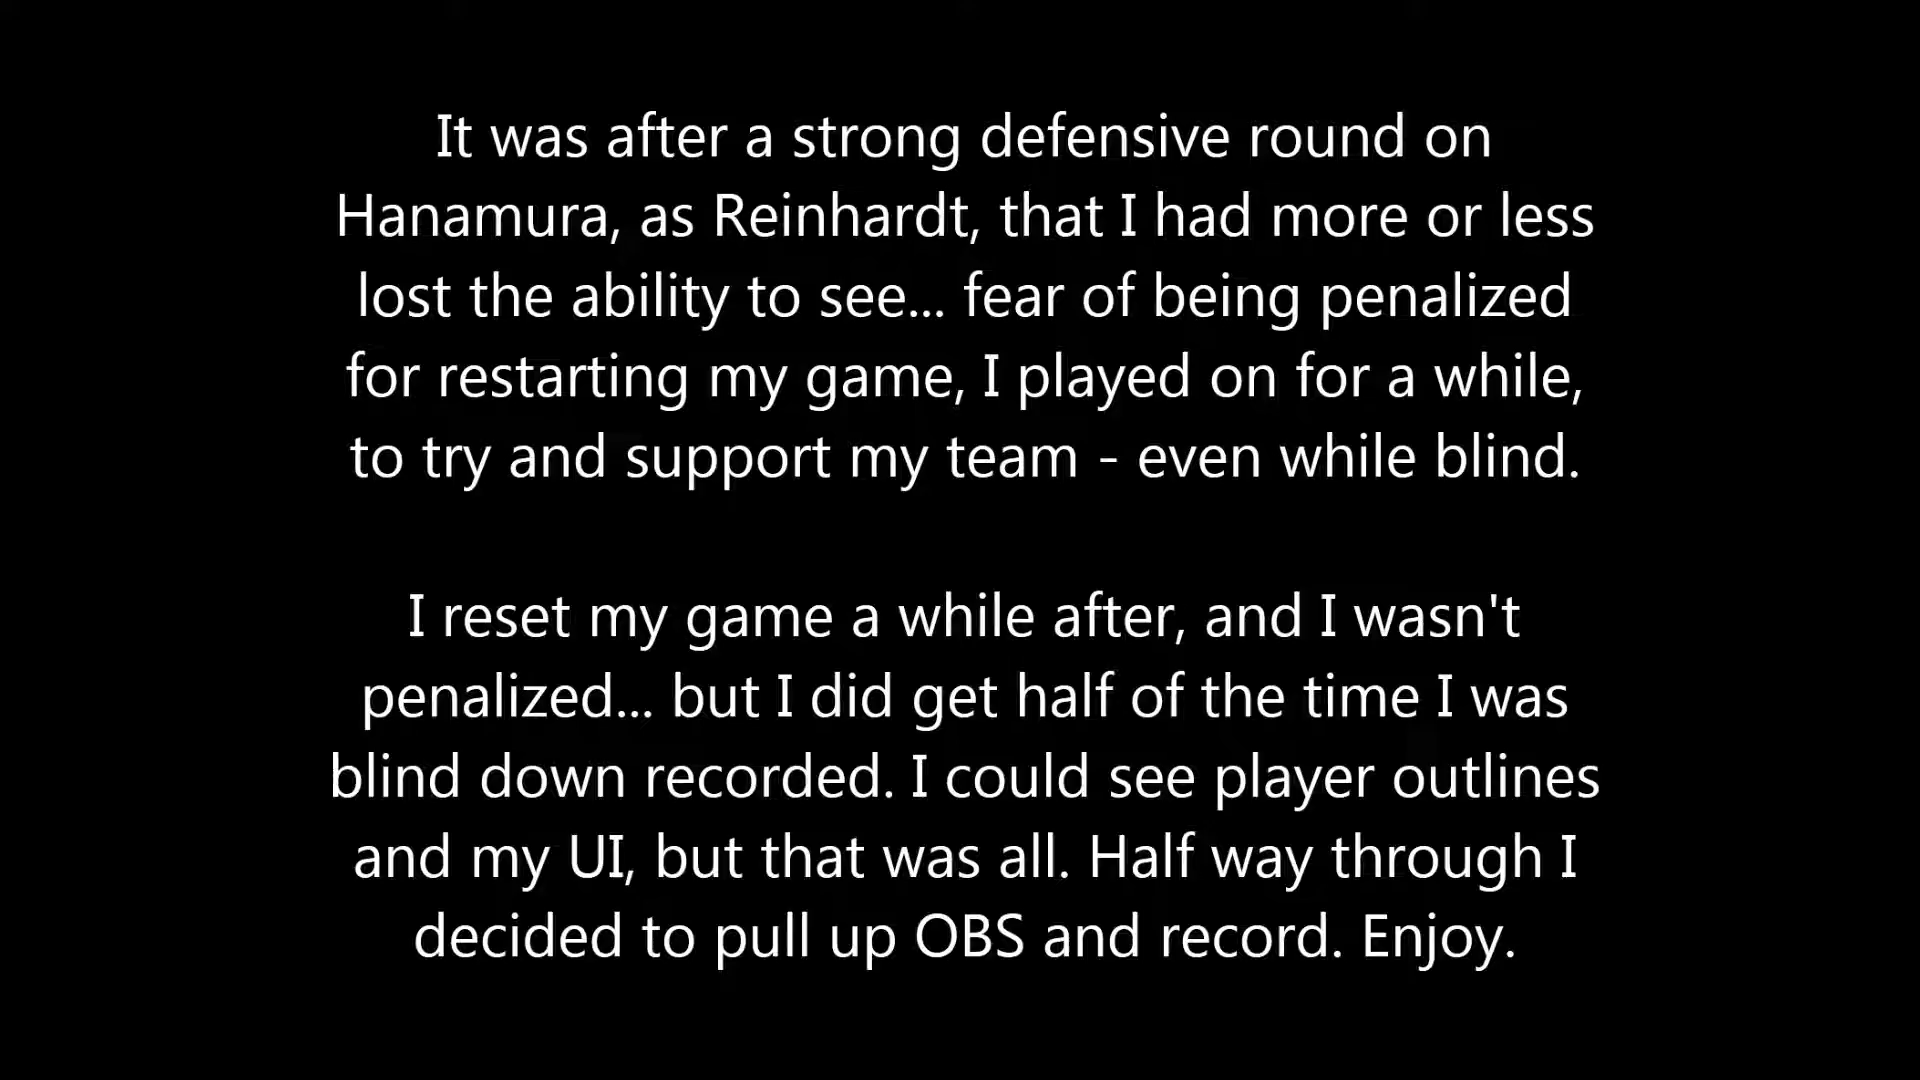 It was after a strong defensive round on
Hanamura, as Reinhardt, that I had more or less
lost the ability to see... fear of being penalized
for restarting my game, I played on for a while,
to try and support my team - even while blind.
I reset my game a while after, and I wasn't
penalized... but I did get half of the time I was
blind down recorded. I could see player outlines
and my UI, but that was all. Half way through I
decided to pull up OBS and record. Enjoy.